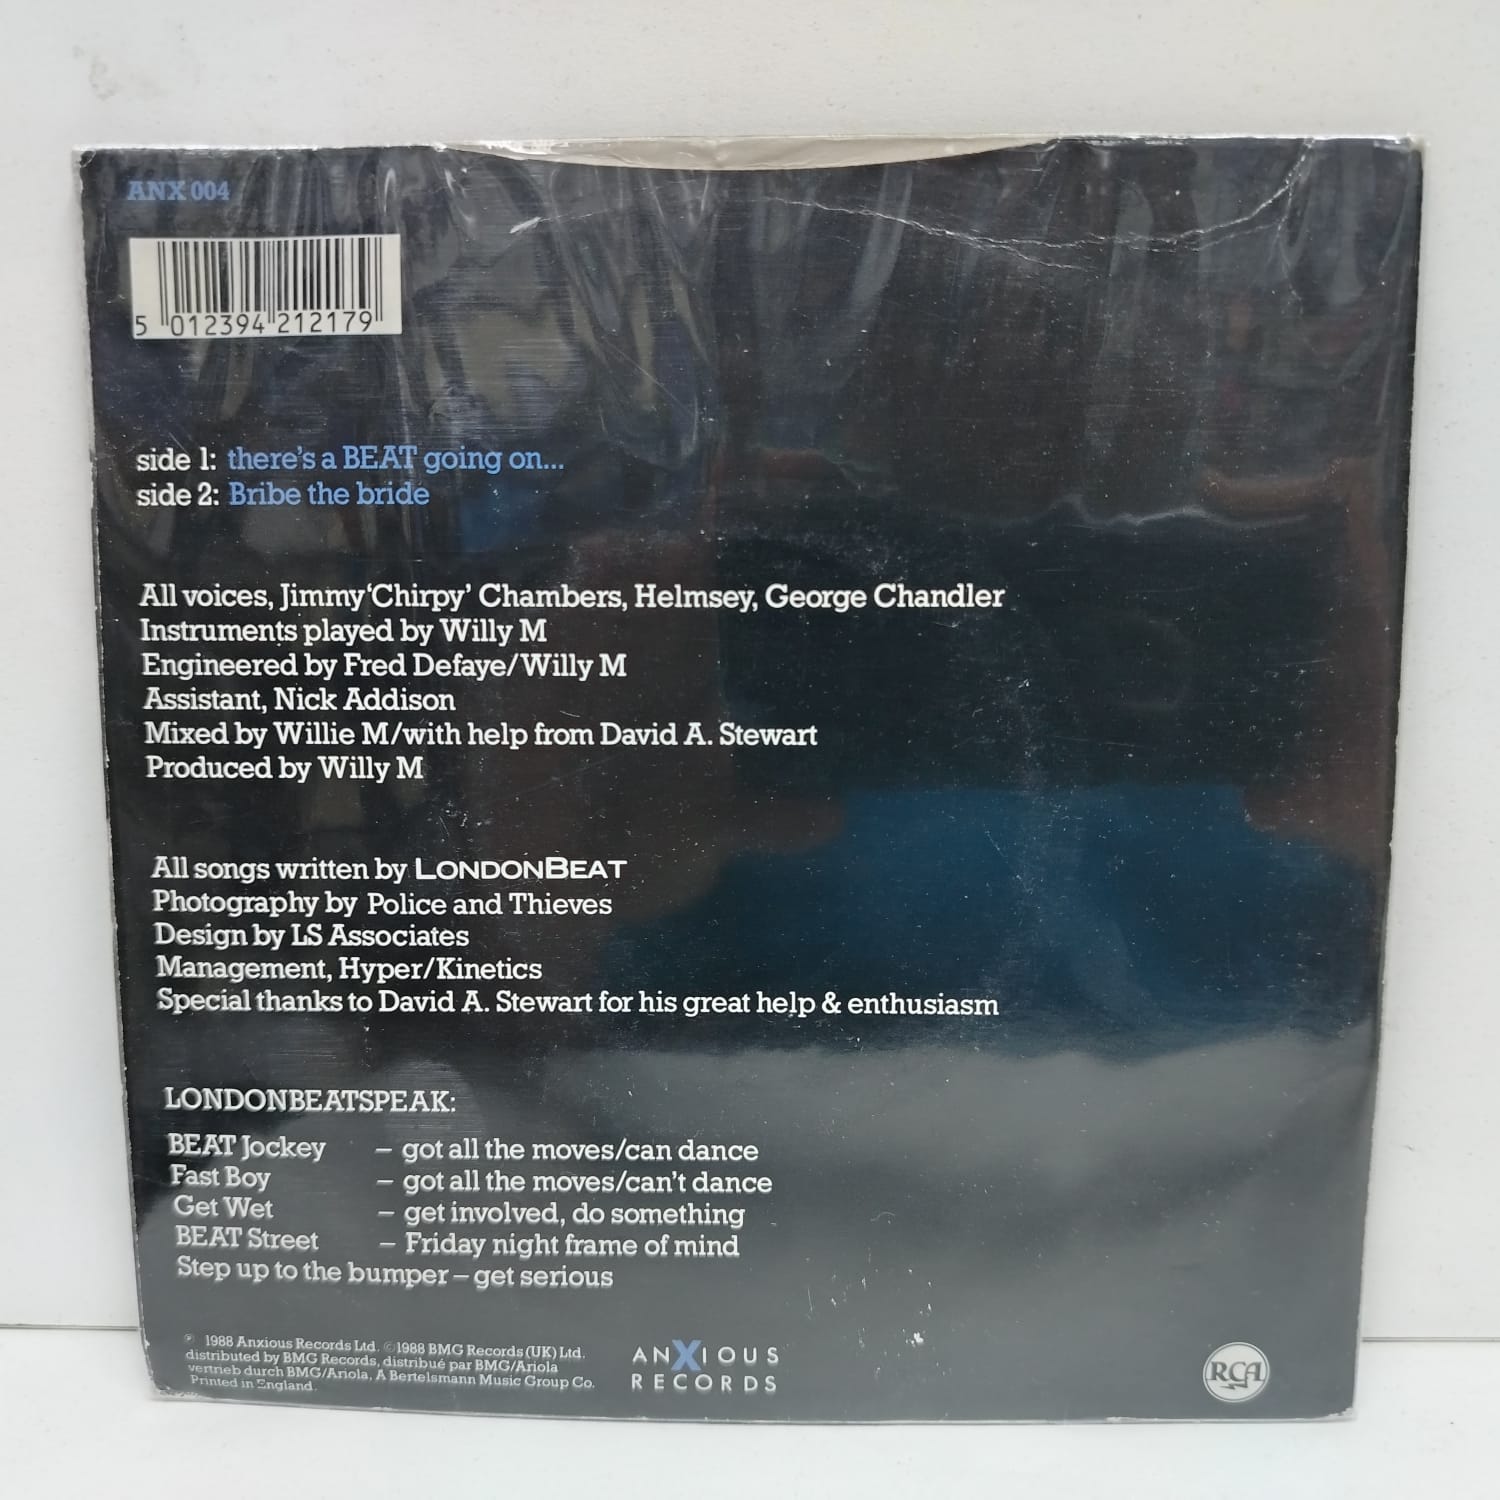 ANX 004
5 012394 212179
side 1: there's a BEAT going on...
side 2: Bribe the bride
All voices, Jimmy 'Chirpy' Chambers, Helmsey, George Chandler
Instruments played by Willy M
Engineered by Fred Defaye/Willy M
Assistant, Nick Addison
Mixed by Willie M/with help from David A. Stewart
Produced by Willy M
All songs written by LONDONBEAT
Photography by Police and Thieves
Design by LS Associates
Management, Hyper/Kinetics
Special thanks to David A. Stewart for his great help & enthusiasm
LONDONBEATSPEAK:
BEAT Jockey – got all the moves/can dance
Fast Boy – got all the moves/can't dance
Get Wet – get involved, do something
BEAT Street – Friday night frame of mind
Step up to the bumper – get serious
℗ 1988 Anxious Records Ltd. ©1988 BMG Records (UK) Ltd.
distributed by BMG Records, distribué par BMG/Ariola
vertrieb durch BMG/Ariola, A Bertelsmann Music Group Co.
Printed in England.
ANXIOUS
RECORDS
RCA